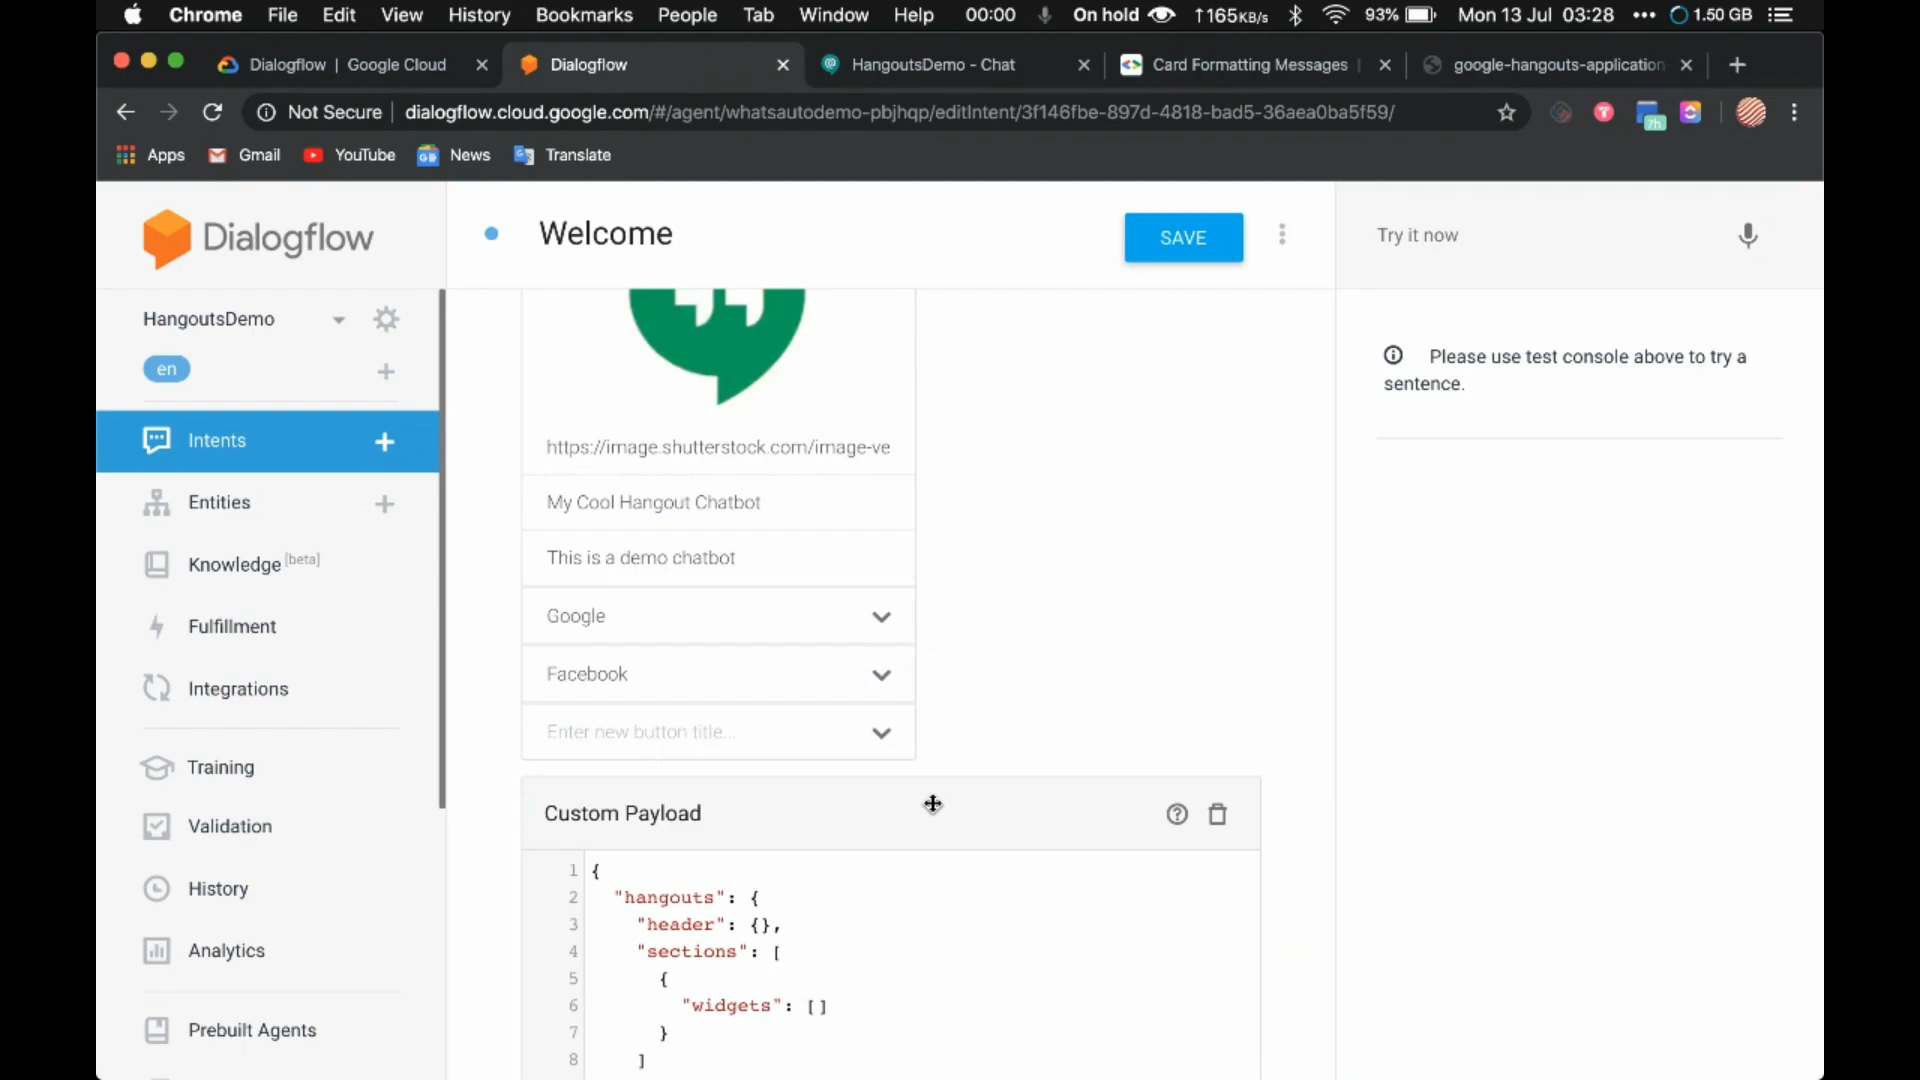 Chrome File Edit View History Bookmarks People Tab Window Help 00:00 On hold ↑165KB/s 93% Mon 13 Jul 03:28 ••• 1.50 GB
Dialogflow | Google Cloud
Dialogflow
HangoutsDemo - Chat
Card Formatting Messages
google-hangouts-application
Not Secure | dialogflow.cloud.google.com/#/agent/whatsautodemo-pbjhqp/editIntent/3f146fbe-897d-4818-bad5-36aea0ba5f59/
7h
Apps Gmail YouTube News Translate
Dialogflow
HangoutsDemo
en
Intents
Entities
Knowledge [beta]
Fulfillment
Integrations
Training
Validation
History
Analytics
Prebuilt Agents
Welcome
SAVE
https://image.shutterstock.com/image-ve
My Cool Hangout Chatbot
This is a demo chatbot
Google
Facebook
Enter new button title...
Custom Payload
1 {
2 "hangouts": {
3 "header": {},
4 "sections": [
5 {
6 "widgets": []
7 }
8 ]
Try it now
Please use test console above to try a
sentence.